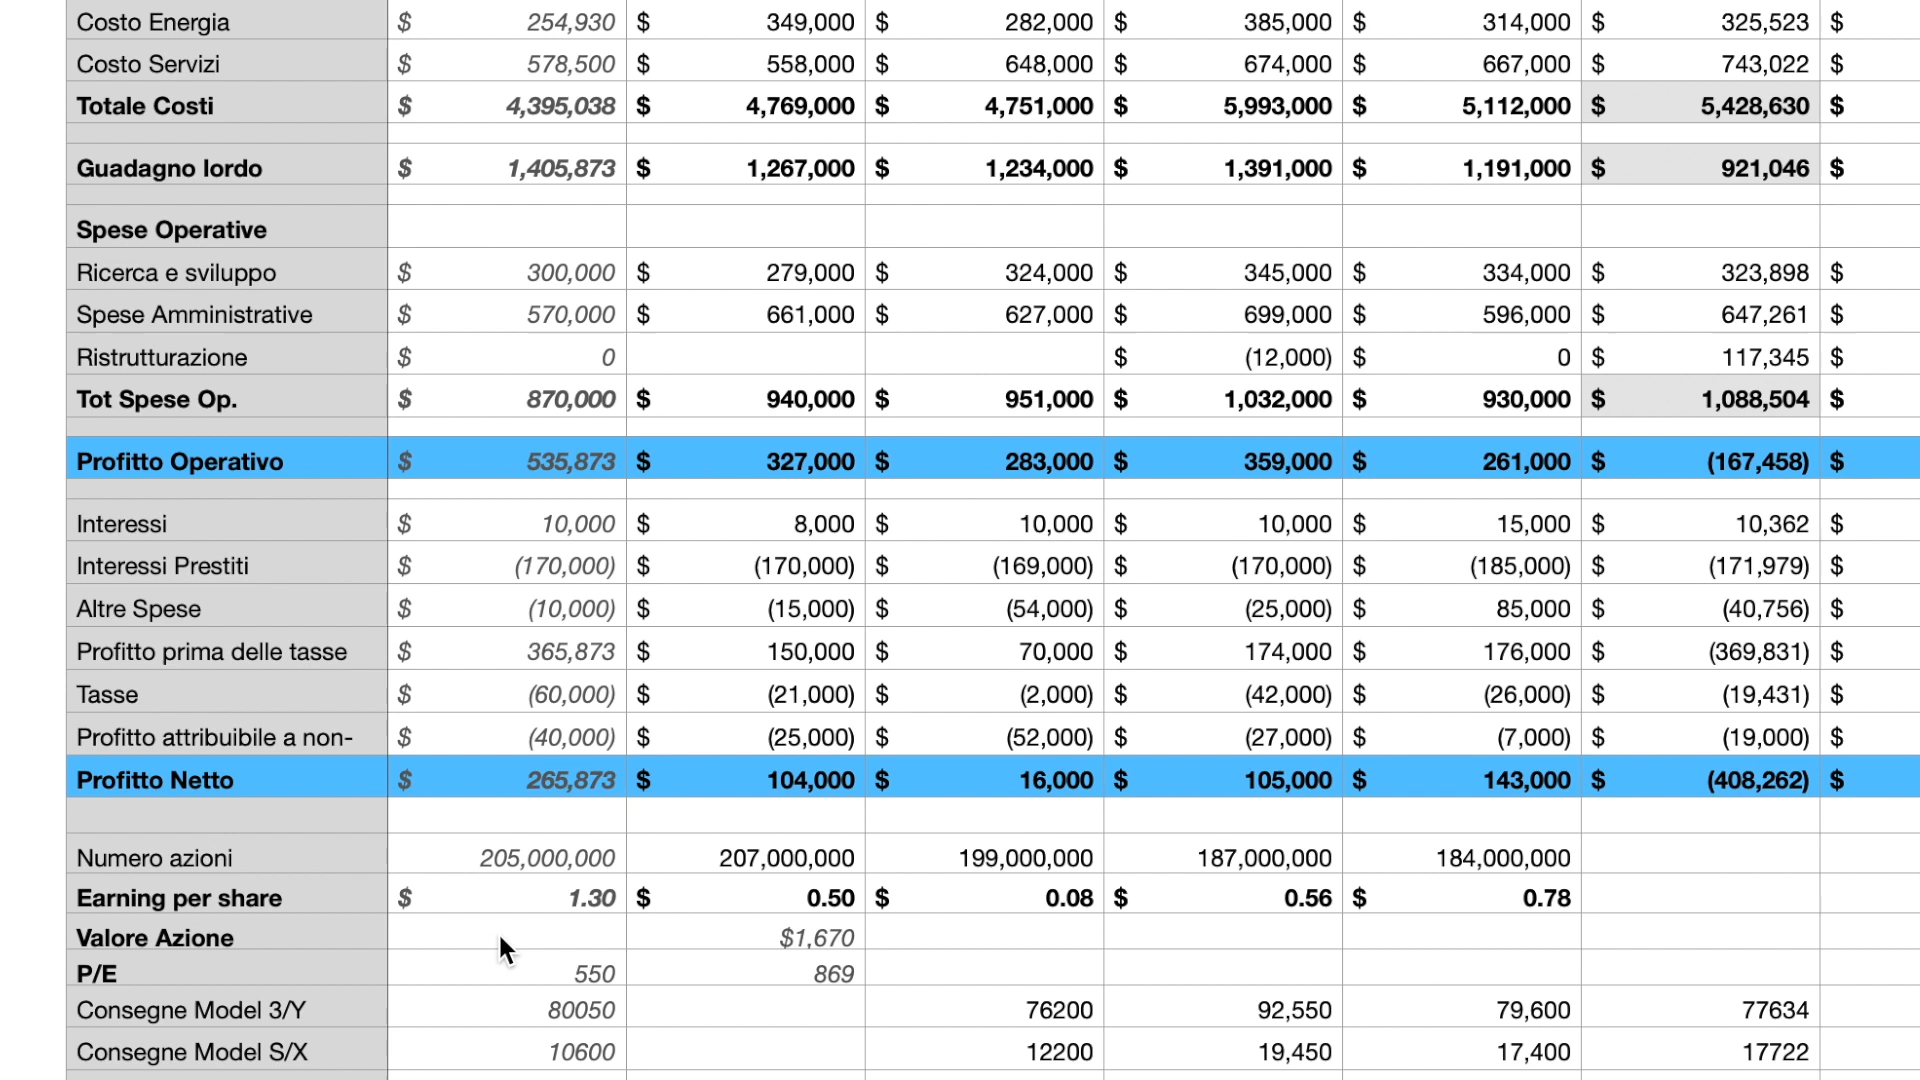 Costo Energia $ 254,930 $ 349,000 $ 282,000 $ 385,000 $ 314,000 $ 325,523 $
Costo Servizi $ 578,500 $ 558,000 $ 648,000 $ 674,000 $ 667,000 $ 743,022 $
Totale Costi $ 4,395,038 $ 4,769,000 $ 4,751,000 $ 5,993,000 $ 5,112,000 $ 5,428,630 $
Guadagno lordo $ 1,405,873 $ 1,267,000 $ 1,234,000 $ 1,391,000 $ 1,191,000 $ 921,046 $
Spese Operative
Ricerca e sviluppo $ 300,000 $ 279,000 $ 324,000 $ 345,000 $ 334,000 $ 323,898 $
Spese Amministrative $ 570,000 $ 661,000 $ 627,000 $ 699,000 $ 596,000 $ 647,261 $
Ristrutturazione $ 0 $ (12,000) $ 0 $ 117,345 $
Tot Spese Op. $ 870,000 $ 940,000 $ 951,000 $ 1,032,000 $ 930,000 $ 1,088,504 $
Profitto Operativo $ 535,873 $ 327,000 $ 283,000 $ 359,000 $ 261,000 $ (167,458) $
Interessi $ 10,000 $ 8,000 $ 10,000 $ 10,000 $ 15,000 $ 10,362 $
Interessi Prestiti $ (170,000) $ (170,000) $ (169,000) $ (170,000) $ (185,000) $ (171,979) $
Altre Spese $ (10,000) $ (15,000) $ (54,000) $ (25,000) $ 85,000 $ (40,756) $
Profitto prima delle tasse $ 365,873 $ 150,000 $ 70,000 $ 174,000 $ 176,000 $ (369,831) $
Tasse $ (60,000) $ (21,000) $ (2,000) $ (42,000) $ (26,000) $ (19,431) $
Profitto attribuibile a non- $ (40,000) $ (25,000) $ (52,000) $ (27,000) $ (7,000) $ (19,000) $
Profitto Netto $ 265,873 $ 104,000 $ 16,000 $ 105,000 $ 143,000 $ (408,262) $
Numero azioni 205,000,000 207,000,000 199,000,000 187,000,000 184,000,000
Earning per share $ 1.30 $ 0.50 $ 0.08 $ 0.56 $ 0.78
Valore Azione $1,670
P/E 550 869
Consegne Model 3/Y 80050 76200 92,550 79,600 77634
Consegne Model S/X 10600 12200 19,450 17,400 17722